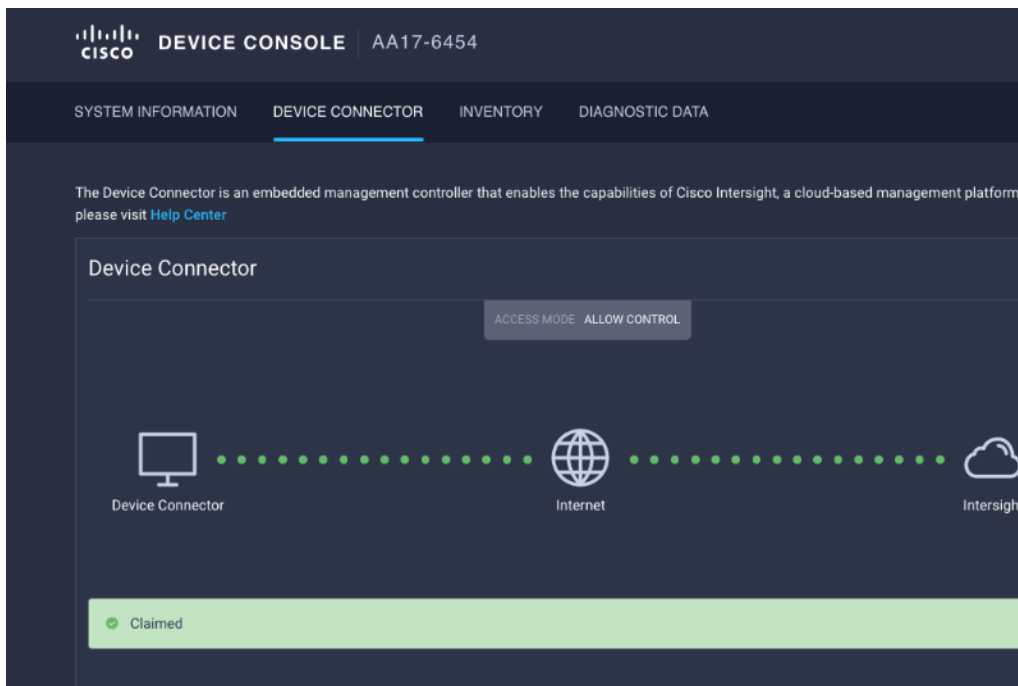 CISCO DEVICE CONSOLE AA17-6454
SYSTEM INFORMATION DEVICE CONNECTOR INVENTORY DIAGNOSTIC DATA
The Device Connector is an embedded management controller that enables the capabilities of Cisco Intersight, a cloud-based management platform
please visit Help Center
Device Connector
ACCESS MODE ALLOW CONTROL
Device Connector Internet Intersigh
Claimed